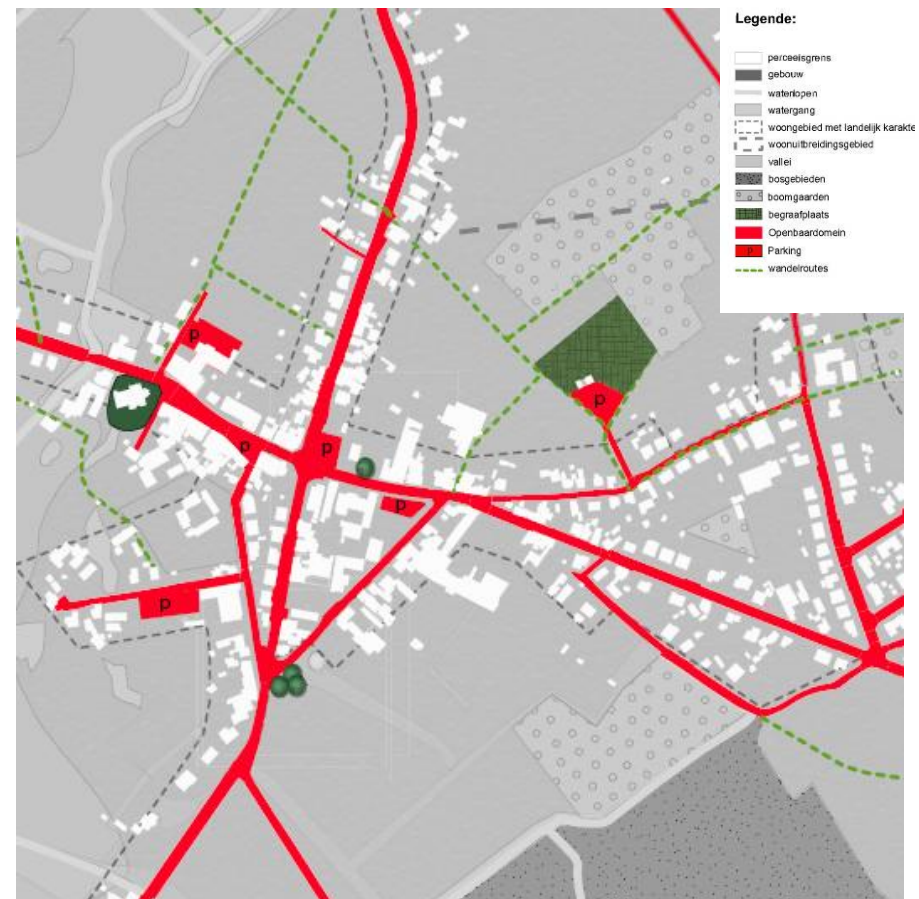 Legende:
perceelsgrens
gebouw
waterlopen
watergang
woongebied met landelijk karakte
woonuitbreidingsgebied
vallei
bosgebieden
boomgaarden
begraafplaats
Openbaardomein
p Parking
wandelroutes
p
p
p
p
p
p